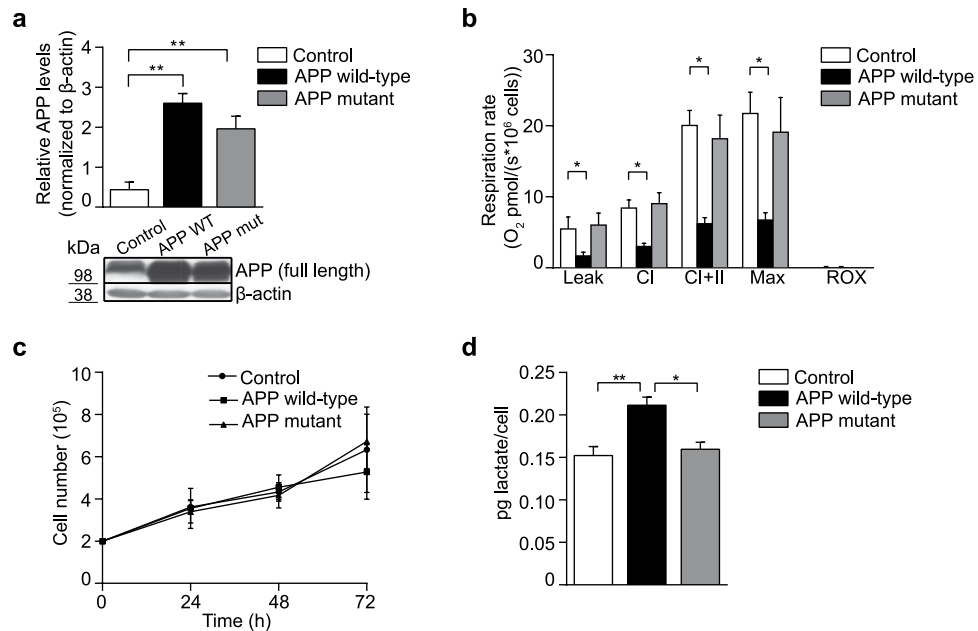 a
Relative APP levels
(normalized to β-actin)
4
3
2
1
0
**
**
Control
APP wild-type
APP mutant
Control
APP WT
APP mut
kDa
98
38
APP (full length)
β-actin
b
Respiration rate
(O₂ pmol/(s*10⁶ cells))
30
20
10
0
*
*
*
*
Leak
CI
CI+II
Max
ROX
Control
APP wild-type
APP mutant
c
Cell number (10⁵)
10
8
6
4
2
0
0
24
48
72
Time (h)
Control
APP wild-type
APP mutant
d
pg lactate/cell
0.25
0.20
0.15
0.10
0.05
0
**
*
Control
APP wild-type
APP mutant